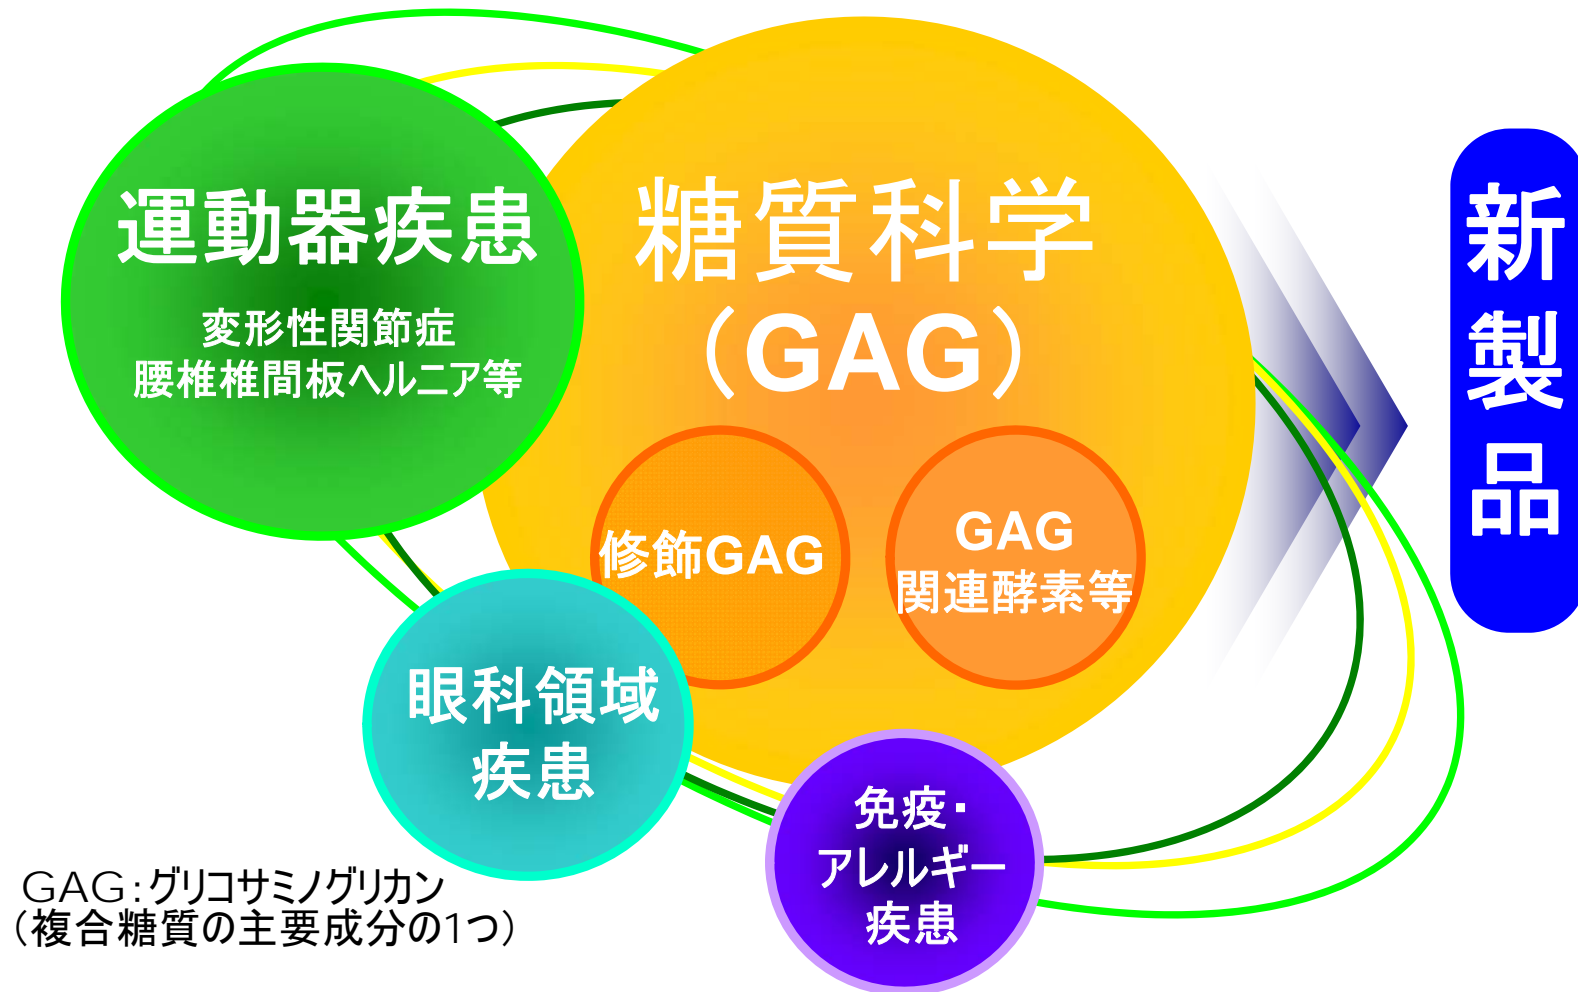 運動器疾患
変形性関節症
腰椎椎間板ヘルニア等
糖質科学
（GAG）
修飾GAG
GAG
関連酵素等
眼科領域
疾患
免疫・
アレルギー
疾患
新製品
GAG：グリコサミノグリカン
（複合糖質の主要成分の1つ）